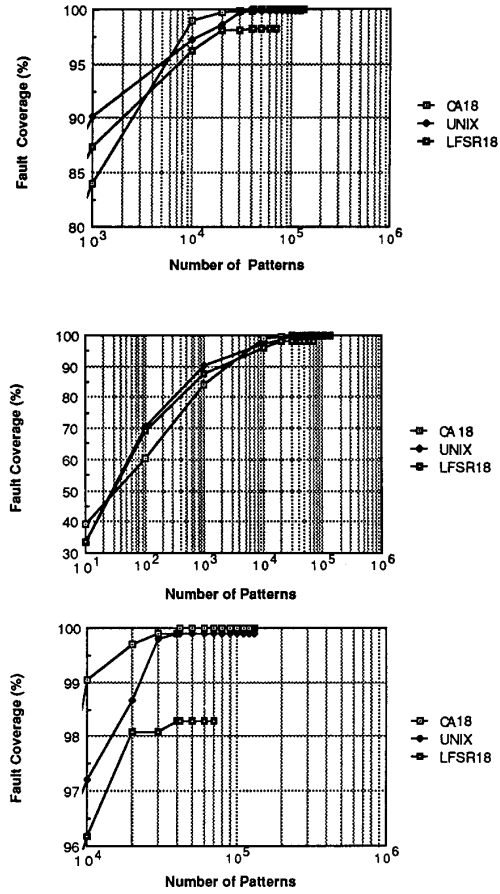 100
95
90
85
80
Fault Coverage (%)
10^3
10^4
10^5
10^6
Number of Patterns
CA18
UNIX
LFSR18
100
90
80
70
60
50
40
30
Fault Coverage (%)
10^1
10^2
10^3
10^4
10^5
10^6
Number of Patterns
CA18
UNIX
LFSR18
100
99
98
97
96
Fault Coverage (%)
10^4
10^5
10^6
Number of Patterns
CA18
UNIX
LFSR18